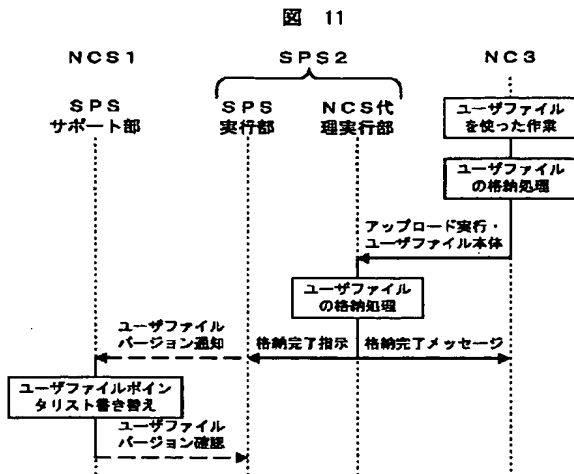 図 11
NCS1
SPS2
NC3
SPS
サポート部
SPS
実行部
NCS代
理実行部
ユーザファイル
を使った作業
ユーザファイル
の格納処理
アップロード実行・
ユーザファイル本体
ユーザファイル
の格納処理
ユーザファイル
バージョン通知
格納完了指示
格納完了メッセージ
ユーザファイルポイン
タリスト書き替え
ユーザファイル
バージョン確認